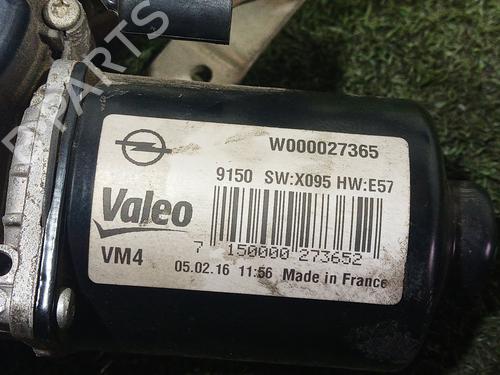 W000027365
9150 SW:X095 HW:E57
Valeo
7 150000 273652
VM4
05.02.16 11:56 Made in France
PARTS